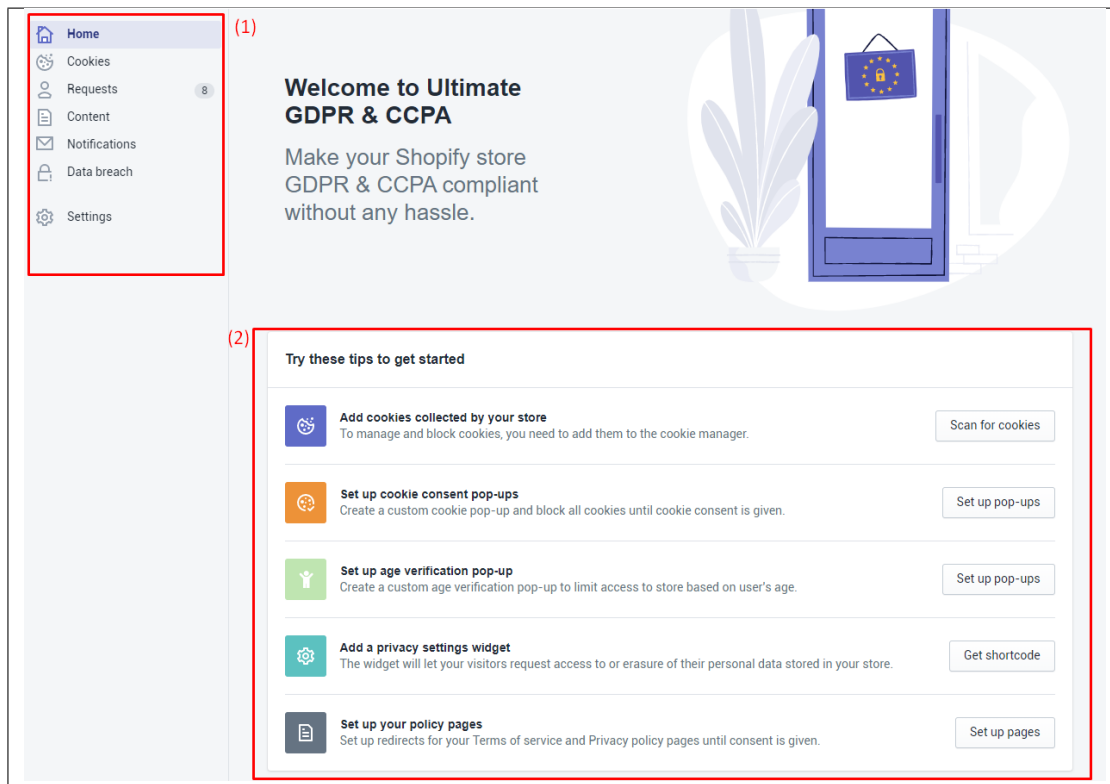 (1)
Home
Cookies
Requests 8
Content
Notifications
Data breach
Settings
Welcome to Ultimate
GDPR & CCPA
Make your Shopify store
GDPR & CCPA compliant
without any hassle.
(2)
Try these tips to get started
Add cookies collected by your store
To manage and block cookies, you need to add them to the cookie manager.
Scan for cookies
Set up cookie consent pop-ups
Create a custom cookie pop-up and block all cookies until cookie consent is given.
Set up pop-ups
Set up age verification pop-up
Create a custom age verification pop-up to limit access to store based on user's age.
Set up pop-ups
Add a privacy settings widget
The widget will let your visitors request access to or erasure of their personal data stored in your store.
Get shortcode
Set up your policy pages
Set up redirects for your Terms of service and Privacy policy pages until consent is given.
Set up pages